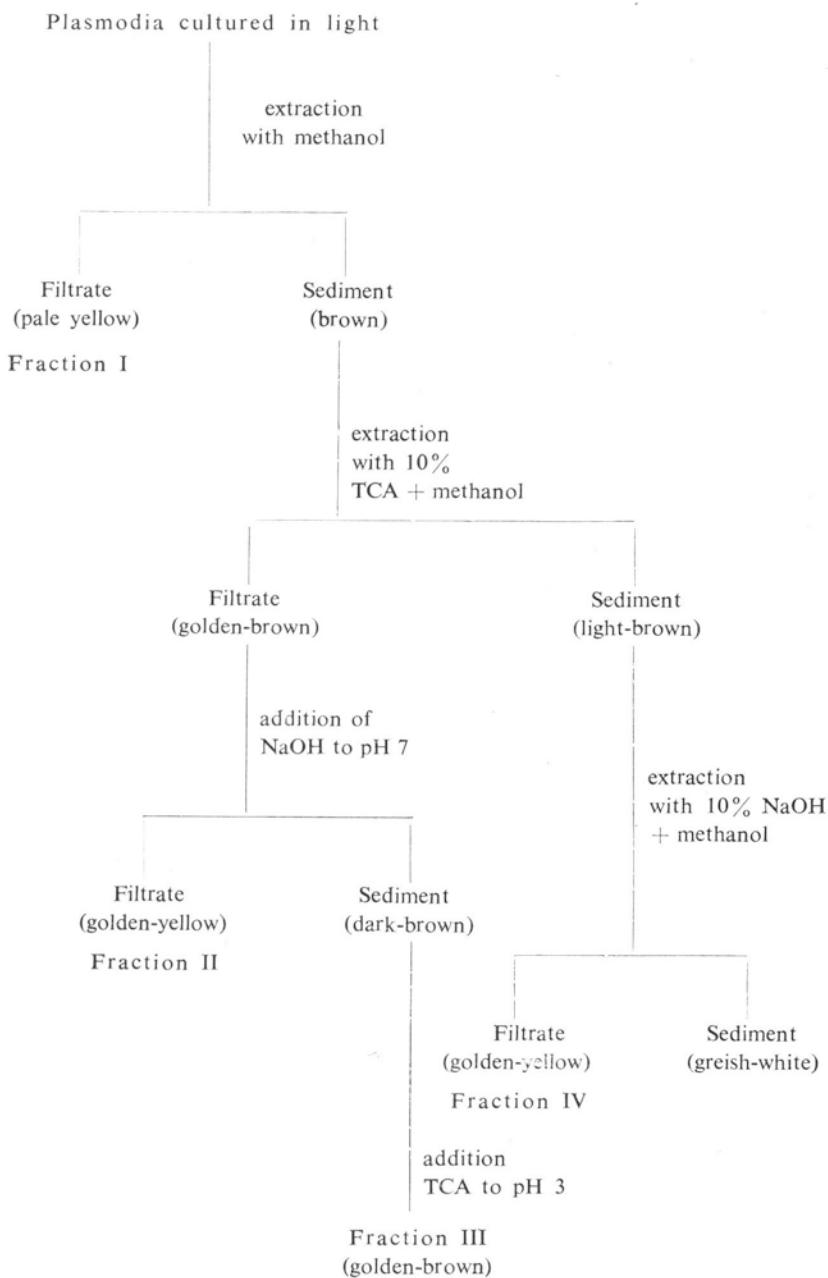 Plasmodia cultured in light
extraction
with methanol
Filtrate
(pale yellow)
Fraction I
Sediment
(brown)
extraction
with 10%
TCA + methanol
Filtrate
(golden-brown)
Sediment
(light-brown)
addition of
NaOH to pH 7
extraction
with 10% NaOH
+ methanol
Filtrate
(golden-yellow)
Fraction II
Sediment
(dark-brown)
Filtrate
(golden-yellow)
Fraction IV
Sediment
(greish-white)
addition
TCA to pH 3
Fraction III
(golden-brown)